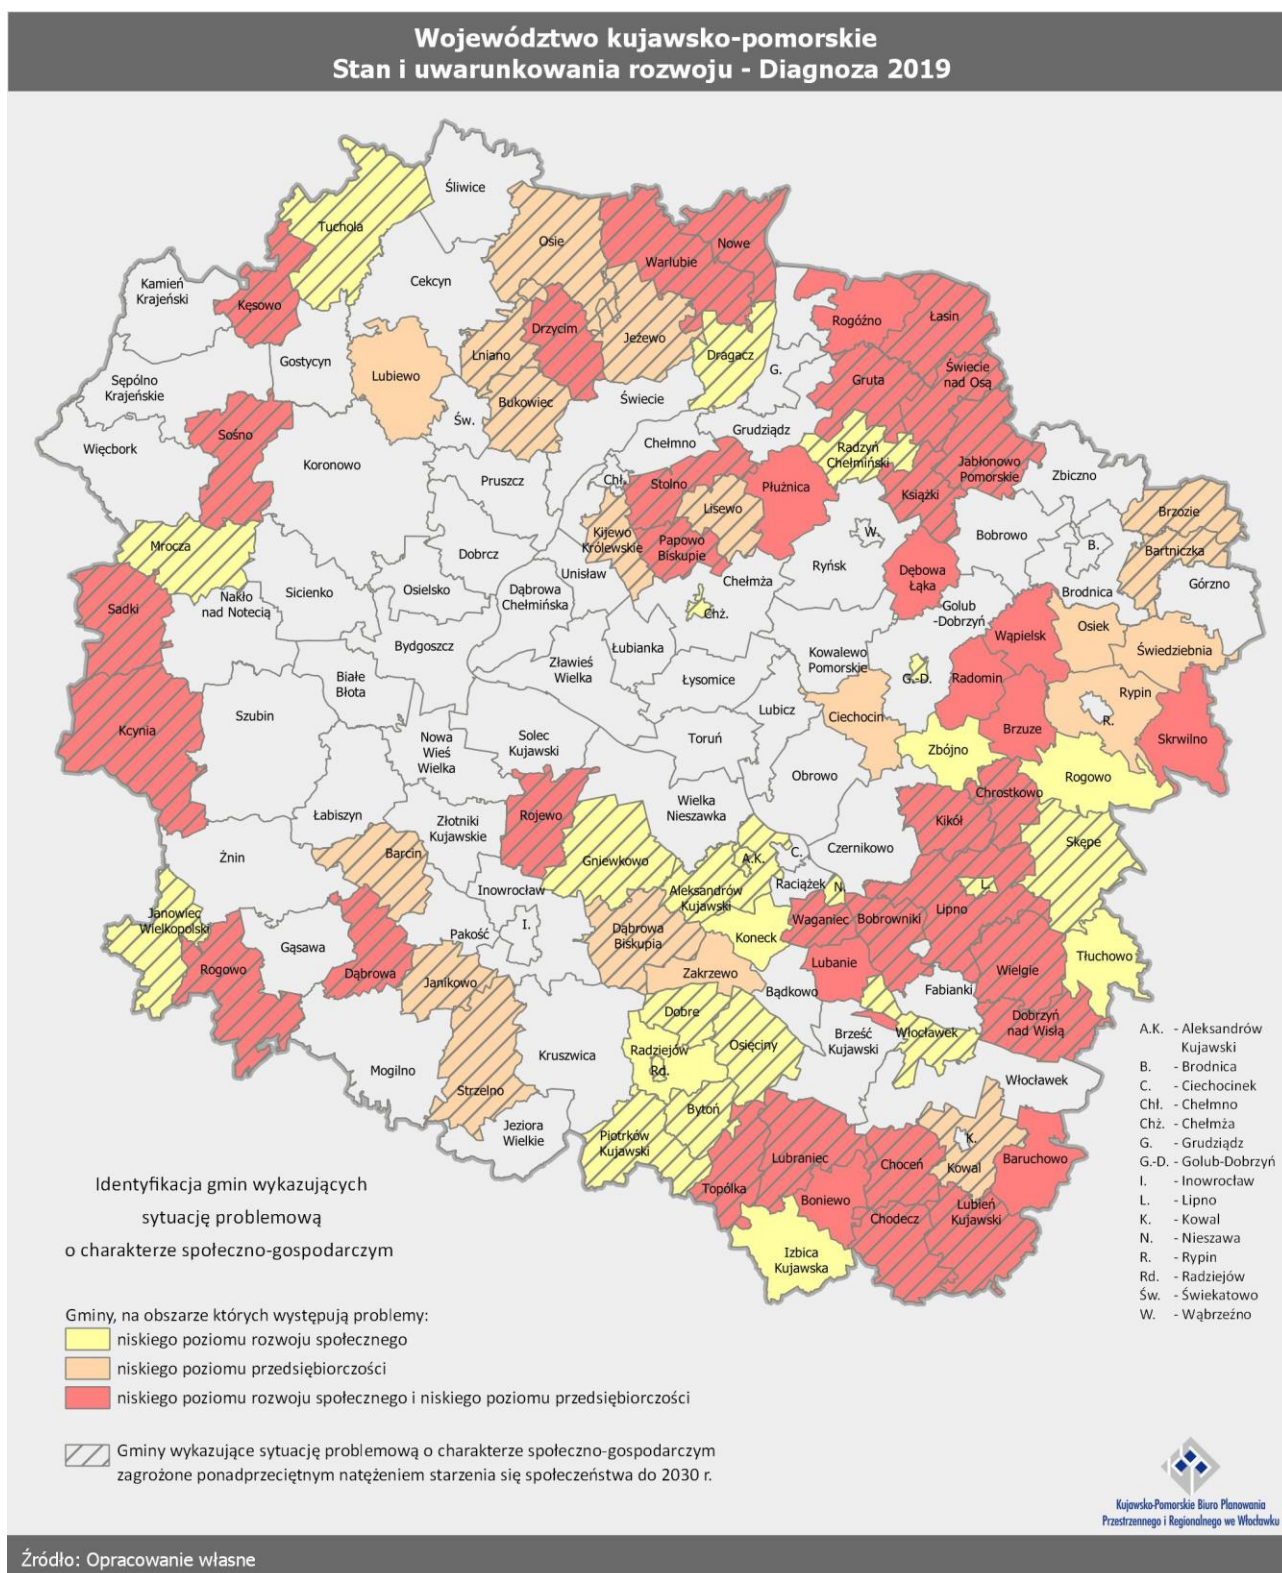 Województwo kujawsko-pomorskie
Stan i uwarunkowania rozwoju - Diagnoza 2019
Śliwice
Tuchola
Osie
Nowe
Warlubie
Kamień
Krajeński
Cekcyn
Kęsowo
Rogóźno
Łasin
Drzycim
Jeżewo
Lniano
Dragacz
Gostycyn
Lubiewo
G.
Świecie
nad Osą
Gruta
Sępólno
Krajeńskie
Bukowiec
Świecie
Św.
Grudziądz
Sośno
Chełmno
Więcbork
Radzyń
Chełmiński
Koronowo
Jabłonowo
Pomorskie
Zbiczno
Pruszcz
Chł.
Stolno
Płużnica
Książki
Lisewo
Brzozie
Mrocza
Kijewo
Królewskie
W.
Bobrowo
B.
Papowo
Biskupie
Bartniczka
Dobrcz
Unisław
Chełmża
Ryńsk
Dębowa
Łąka
Górzno
Sadki
Nakło
nad Notecią
Sicienko
Osielsko
Dąbrowa
Chełmińska
Brodnica
Chż.
Golub
-Dobrzyń
Osiek
Wąpielsk
Bydgoszcz
Łubianka
Kowalewo
Pomorskie
Świedziebnia
Białe
Błota
Zławieś
Wielka
Łysomice
G.-D.
Radomin
Rypin
Szubin
Lubicz
Ciechocin
R.
Kcynia
Nowa
Wieś
Wielka
Solec
Kujawski
Toruń
Brzuze
Skrwilno
Zbójno
Obrowo
Rogowo
Chrostkowo
Łabiszyn
Złotniki
Kujawskie
Rojewo
Wielka
Nieszawka
Kikół
Skępe
Żnin
Barcin
Gniewkowo
A.K.
C.
Czernikowo
Inowrocław
Aleksandrów
Kujawski
Raciążek
N.
L.
Janowiec
Wielkopolski
Waganiec
Bobrowniki
Lipno
I.
Dąbrowa
Biskupia
Koneck
Pakość
Gąsawa
Tłuchowo
Rogowo
Dąbrowa
Janikowo
Zakrzewo
Lubanie
Wielgie
Bądkowo
Fabianki
Dobre
Dobrzyń
nad Wisłą
Brześć
Kujawski
Włocławek
Osięciny
Radziejów
Kruszwica
Rd.
Mogilno
Włocławek
Strzelno
Bytoń
Jeziora
Wielkie
Piotrków
Kujawski
K.
Lubraniec
Choceń
Kowal
Baruchowo
Topólka
Boniewo
Lubień
Kujawski
Chodecz
Izbica
Kujawska
A.K. - Aleksandrów
Kujawski
B. - Brodnica
C. - Ciechocinek
Chł. - Chełmno
Chż. - Chełmża
G. - Grudziądz
G.-D. - Golub-Dobrzyń
I. - Inowrocław
L. - Lipno
K. - Kowal
N. - Nieszawa
R. - Rypin
Rd. - Radziejów
Św. - Świekatowo
W. - Wąbrzeźno
Identyfikacja gmin wykazujących
sytuację problemową
o charakterze społeczno-gospodarczym
Gminy, na obszarze których występują problemy:
niskiego poziomu rozwoju społecznego
niskiego poziomu przedsiębiorczości
niskiego poziomu rozwoju społecznego i niskiego poziomu przedsiębiorczości
Gminy wykazujące sytuację problemową o charakterze społeczno-gospodarczym
zagrożone ponadprzeciętnym natężeniem starzenia się społeczeństwa do 2030 r.
Kujawsko-Pomorskie Biuro Planowania
Przestrzennego i Regionalnego we Włocławku
Źródło: Opracowanie własne